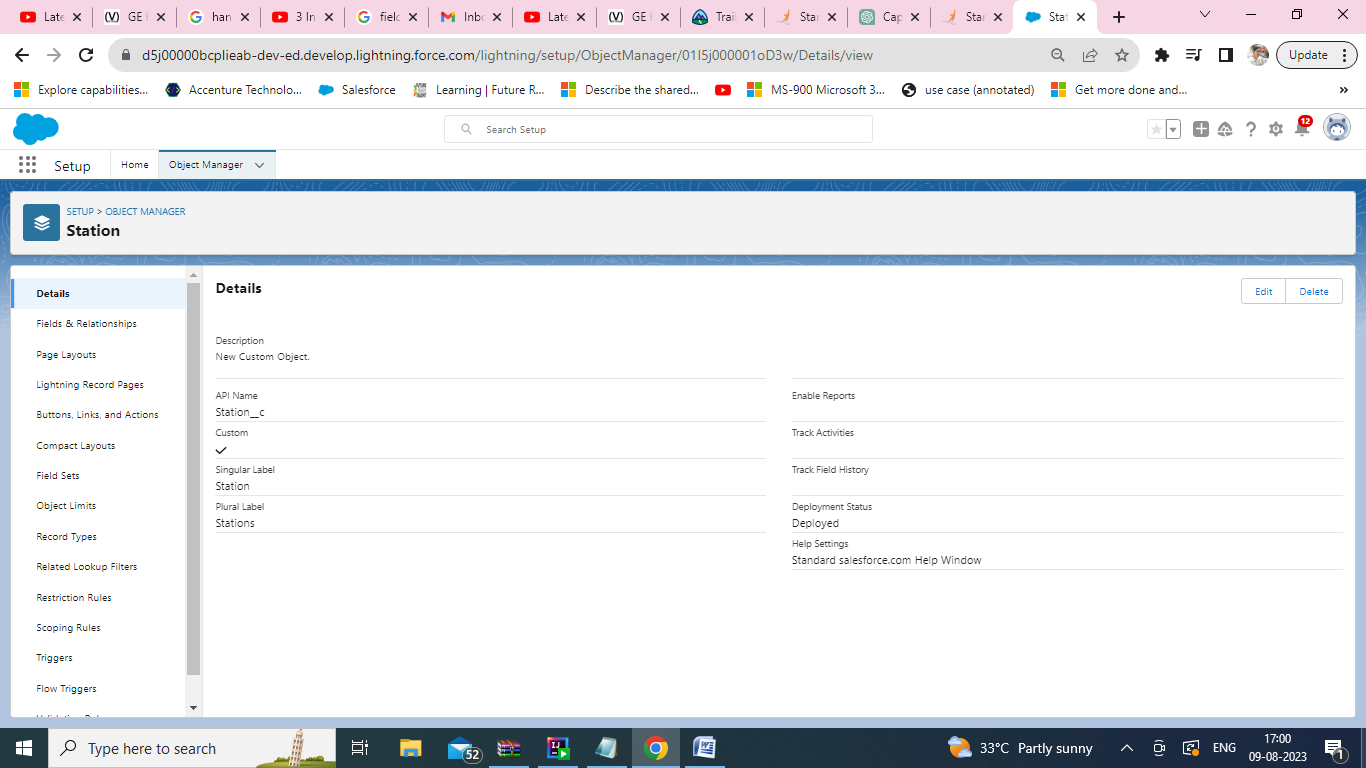 Late
GE I
han
3 In
field
Inbo
Late
GE I
Trai
Star
Cap
Star
Stat
d5j00000bcplieab-dev-ed.develop.lightning.force.com/lightning/setup/ObjectManager/01I5j000001oD3w/Details/view
Update
Explore capabilities...
Accenture Technolo...
Salesforce
Learning | Future R...
Describe the shared...
MS-900 Microsoft 3...
use case (annotated)
Get more done and...
»
Search Setup
12
Setup
Home
Object Manager
SETUP > OBJECT MANAGER
Station
Details
Fields & Relationships
Page Layouts
Lightning Record Pages
Buttons, Links, and Actions
Compact Layouts
Field Sets
Object Limits
Record Types
Related Lookup Filters
Restriction Rules
Scoping Rules
Triggers
Flow Triggers
Details
Edit
Delete
Description
New Custom Object.
API Name
Station__c
Custom
Singular Label
Station
Plural Label
Stations
Enable Reports
Track Activities
Track Field History
Deployment Status
Deployed
Help Settings
Standard salesforce.com Help Window
Type here to search
52
33°C Partly sunny
ENG
17:00
09-08-2023
1